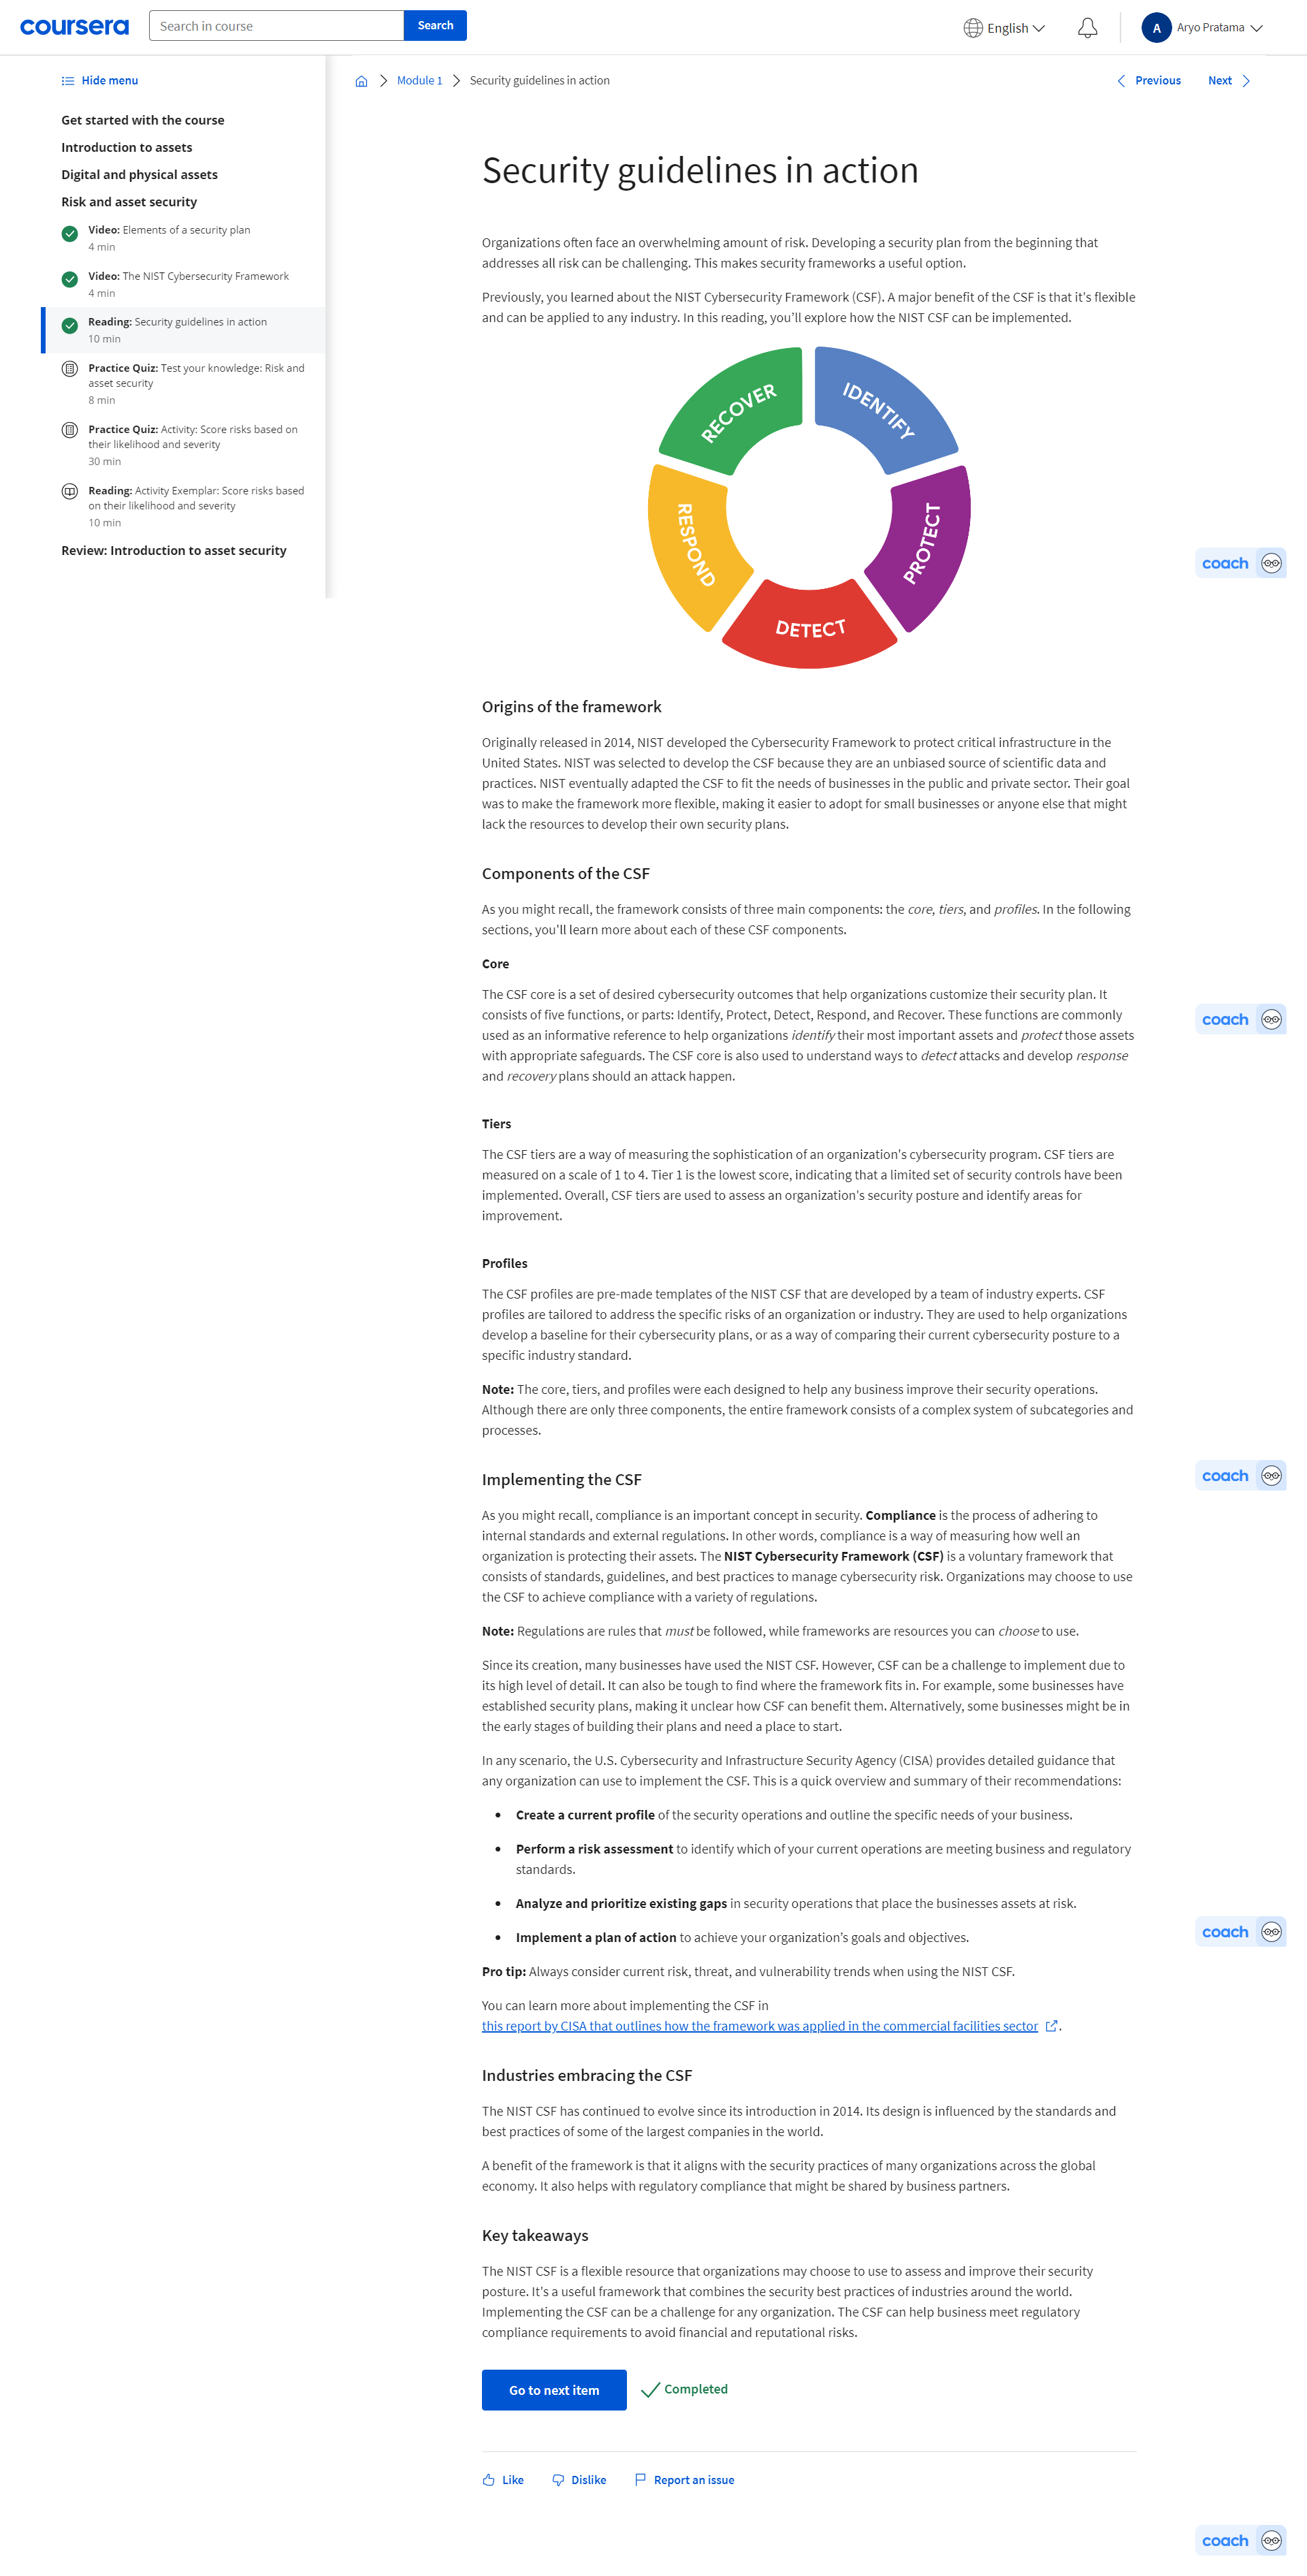 coursera
Search in course
Search
English
A
Aryo Pratama
Hide menu
Get started with the course
Introduction to assets
Digital and physical assets
Risk and asset security
Video: Elements of a security plan
4 min
Video: The NIST Cybersecurity Framework
4 min
Reading: Security guidelines in action
10 min
Practice Quiz: Test your knowledge: Risk and
asset security
8 min
Practice Quiz: Activity: Score risks based on
their likelihood and severity
30 min
Reading: Activity Exemplar: Score risks based
on their likelihood and severity
10 min
Review: Introduction to asset security
Module 1
Security guidelines in action
Previous
Next
Security guidelines in action
Organizations often face an overwhelming amount of risk. Developing a security plan from the beginning that
addresses all risk can be challenging. This makes security frameworks a useful option.
Previously, you learned about the NIST Cybersecurity Framework (CSF). A major benefit of the CSF is that it's flexible
and can be applied to any industry. In this reading, you’ll explore how the NIST CSF can be implemented.
RECOVER
IDENTIFY
RESPOND
PROTECT
DETECT
coach
Origins of the framework
Originally released in 2014, NIST developed the Cybersecurity Framework to protect critical infrastructure in the
United States. NIST was selected to develop the CSF because they are an unbiased source of scientific data and
practices. NIST eventually adapted the CSF to fit the needs of businesses in the public and private sector. Their goal
was to make the framework more flexible, making it easier to adopt for small businesses or anyone else that might
lack the resources to develop their own security plans.
Components of the CSF
As you might recall, the framework consists of three main components: the core, tiers, and profiles. In the following
sections, you'll learn more about each of these CSF components.
Core
The CSF core is a set of desired cybersecurity outcomes that help organizations customize their security plan. It
consists of five functions, or parts: Identify, Protect, Detect, Respond, and Recover. These functions are commonly
used as an informative reference to help organizations identify their most important assets and protect those assets
with appropriate safeguards. The CSF core is also used to understand ways to detect attacks and develop response
and recovery plans should an attack happen.
coach
Tiers
The CSF tiers are a way of measuring the sophistication of an organization's cybersecurity program. CSF tiers are
measured on a scale of 1 to 4. Tier 1 is the lowest score, indicating that a limited set of security controls have been
implemented. Overall, CSF tiers are used to assess an organization's security posture and identify areas for
improvement.
Profiles
The CSF profiles are pre-made templates of the NIST CSF that are developed by a team of industry experts. CSF
profiles are tailored to address the specific risks of an organization or industry. They are used to help organizations
develop a baseline for their cybersecurity plans, or as a way of comparing their current cybersecurity posture to a
specific industry standard.
Note: The core, tiers, and profiles were each designed to help any business improve their security operations.
Although there are only three components, the entire framework consists of a complex system of subcategories and
processes.
Implementing the CSF
coach
As you might recall, compliance is an important concept in security. Compliance is the process of adhering to
internal standards and external regulations. In other words, compliance is a way of measuring how well an
organization is protecting their assets. The NIST Cybersecurity Framework (CSF) is a voluntary framework that
consists of standards, guidelines, and best practices to manage cybersecurity risk. Organizations may choose to use
the CSF to achieve compliance with a variety of regulations.
Note: Regulations are rules that must be followed, while frameworks are resources you can choose to use.
Since its creation, many businesses have used the NIST CSF. However, CSF can be a challenge to implement due to
its high level of detail. It can also be tough to find where the framework fits in. For example, some businesses have
established security plans, making it unclear how CSF can benefit them. Alternatively, some businesses might be in
the early stages of building their plans and need a place to start.
In any scenario, the U.S. Cybersecurity and Infrastructure Security Agency (CISA) provides detailed guidance that
any organization can use to implement the CSF. This is a quick overview and summary of their recommendations:
• Create a current profile of the security operations and outline the specific needs of your business.
• Perform a risk assessment to identify which of your current operations are meeting business and regulatory
standards.
• Analyze and prioritize existing gaps in security operations that place the businesses assets at risk.
• Implement a plan of action to achieve your organization’s goals and objectives.
coach
Pro tip: Always consider current risk, threat, and vulnerability trends when using the NIST CSF.
You can learn more about implementing the CSF in
this report by CISA that outlines how the framework was applied in the commercial facilities sector.
Industries embracing the CSF
The NIST CSF has continued to evolve since its introduction in 2014. Its design is influenced by the standards and
best practices of some of the largest companies in the world.
A benefit of the framework is that it aligns with the security practices of many organizations across the global
economy. It also helps with regulatory compliance that might be shared by business partners.
Key takeaways
The NIST CSF is a flexible resource that organizations may choose to use to assess and improve their security
posture. It's a useful framework that combines the security best practices of industries around the world.
Implementing the CSF can be a challenge for any organization. The CSF can help business meet regulatory
compliance requirements to avoid financial and reputational risks.
Go to next item
Completed
Like
Dislike
Report an issue
coach